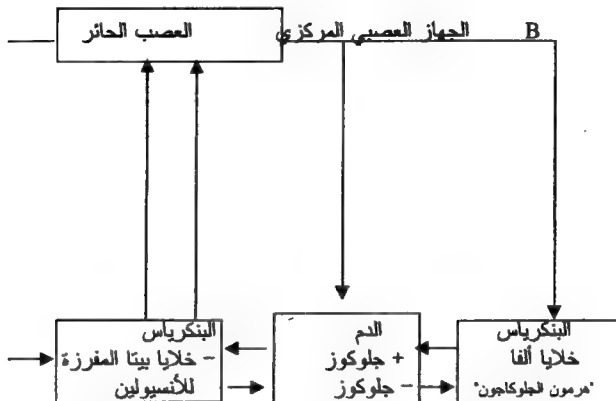 العصب الحائر
الجهاز العصبي المركزي B
البنكرياس
– خلايا بيتا المفرزة
للأنسيولين
الدم
+ جلوكوز
– جلوكوز
البنكرياس
خلايا ألفا
"هرمون الجلوكاجون"